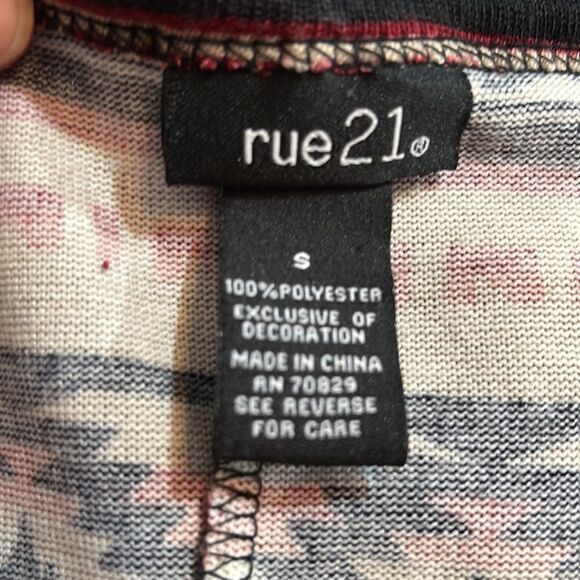 rue21®
S
100%POLYESTER
EXCLUSIVE OF
DECORATION
MADE IN CHINA
RN 70829
SEE REVERSE
FOR CARE